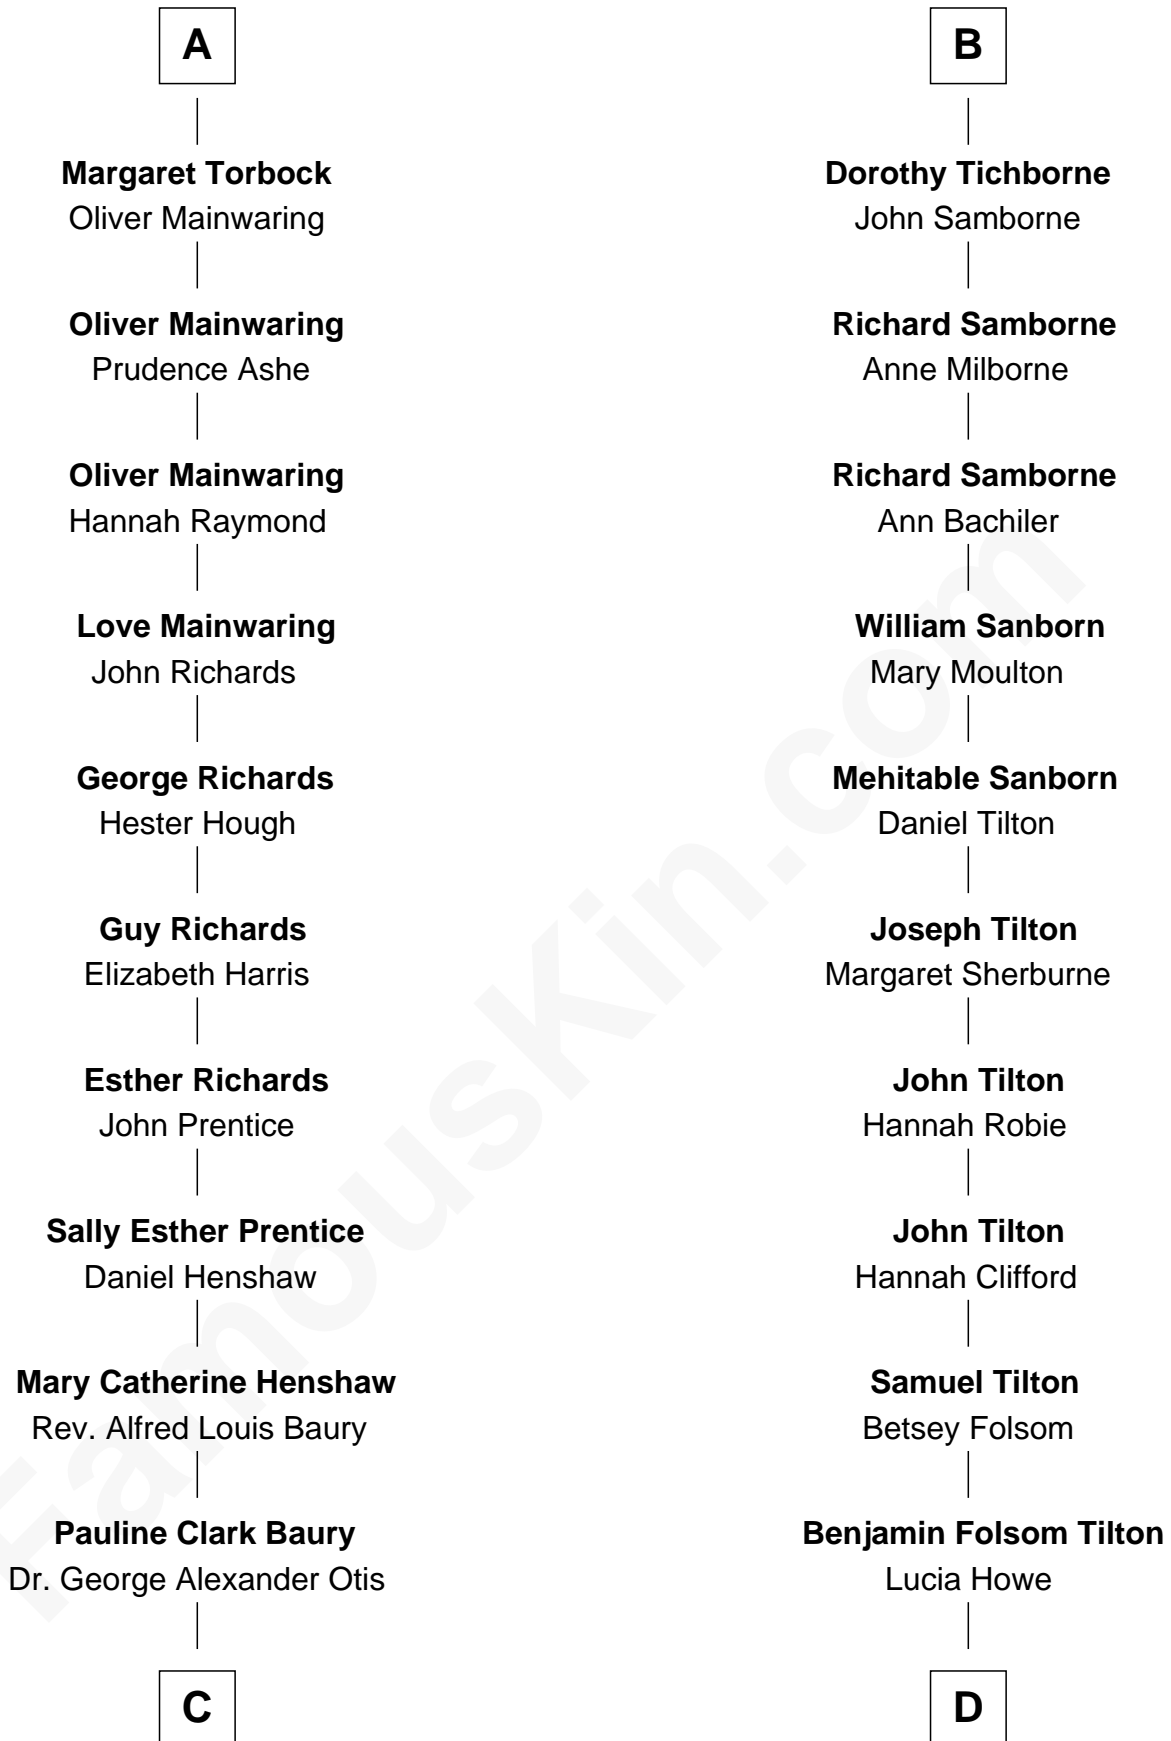 A
Margaret Torbock
Oliver Mainwaring
Oliver Mainwaring
Prudence Ashe
Oliver Mainwaring
Hannah Raymond
Love Mainwaring
John Richards
George Richards
Hester Hough
Guy Richards
Elizabeth Harris
Esther Richards
John Prentice
Sally Esther Prentice
Daniel Henshaw
Mary Catherine Henshaw
Rev. Alfred Louis Baury
Pauline Clark Baury
Dr. George Alexander Otis
C
B
Dorothy Tichborne
John Samborne
Richard Samborne
Anne Milborne
Richard Samborne
Ann Bachiler
William Sanborn
Mary Moulton
Mehitable Sanborn
Daniel Tilton
Joseph Tilton
Margaret Sherburne
John Tilton
Hannah Robie
John Tilton
Hannah Clifford
Samuel Tilton
Betsey Folsom
Benjamin Folsom Tilton
Lucia Howe
D
FamousKin.com